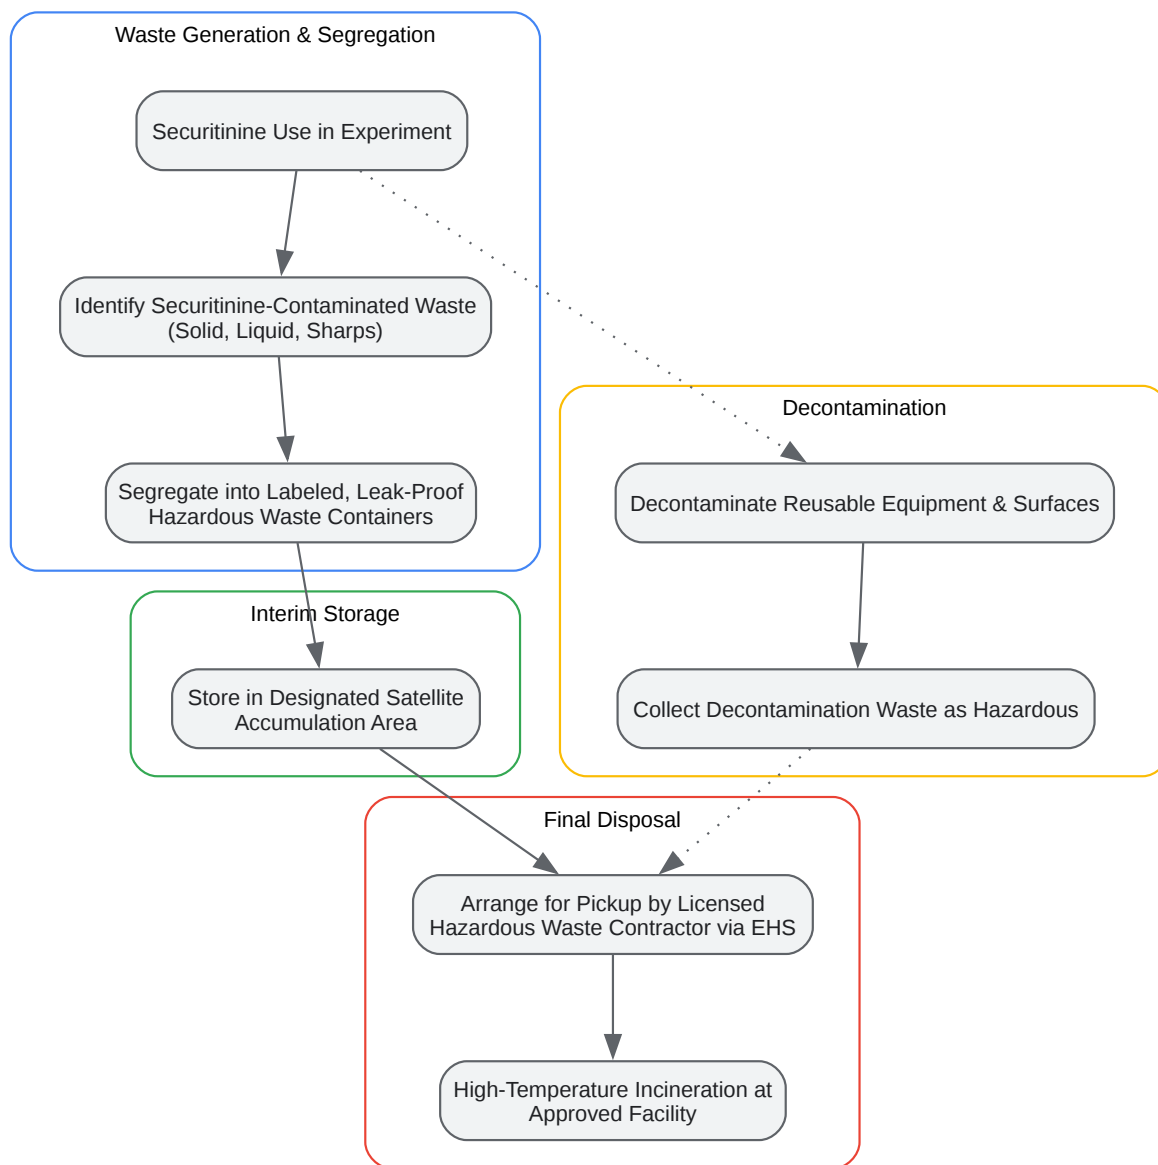 Waste Generation & Segregation
Securitinine Use in Experiment
Identify Securitinine-Contaminated Waste
(Solid, Liquid, Sharps)
Segregate into Labeled, Leak-Proof
Hazardous Waste Containers
Decontamination
Decontaminate Reusable Equipment & Surfaces
Collect Decontamination Waste as Hazardous
Interim Storage
Store in Designated Satellite
Accumulation Area
Final Disposal
Arrange for Pickup by Licensed
Hazardous Waste Contractor via EHS
High-Temperature Incineration at
Approved Facility